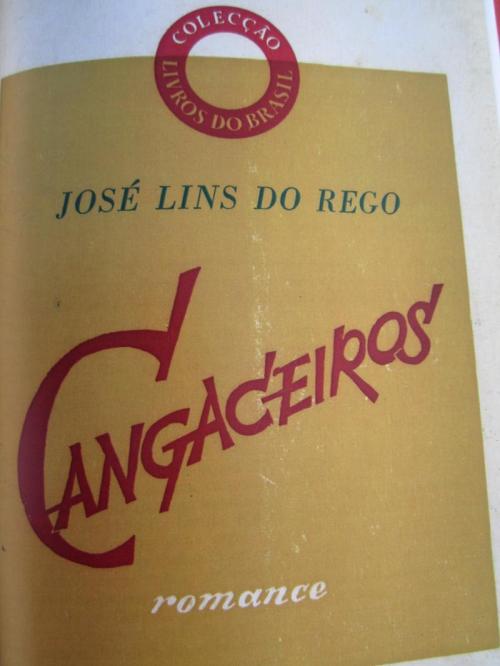 COLECÇÃO
LIVROS DO BRASIL
JOSÉ LINS DO REGO
CANGACEIROS
romance